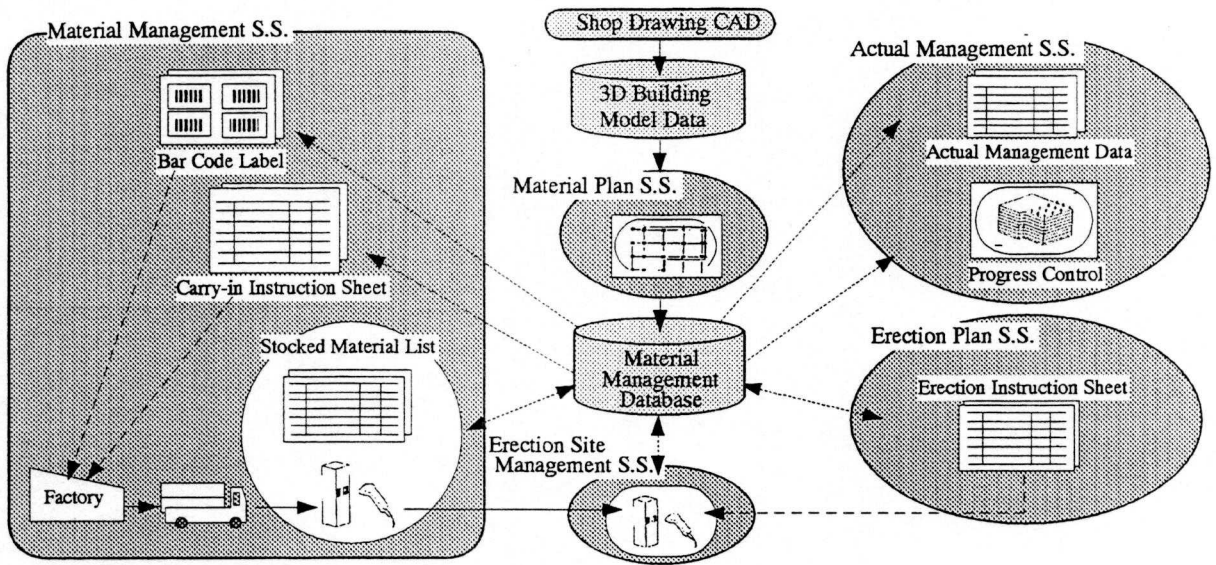 Material Management S.S.
Bar Code Label
Carry-in Instruction Sheet
Stocked Material List
Factory
Shop Drawing CAD
3D Building
Model Data
Material Plan S.S.
Material
Management
Database
Erection Site
Management S.S.
Actual Management S.S.
Actual Management Data
Progress Control
Erection Plan S.S.
Erection Instruction Sheet